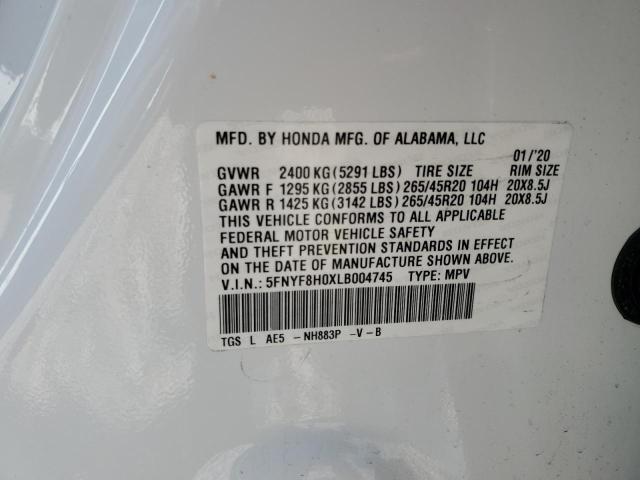 MFD. BY HONDA MFG. OF ALABAMA, LLC
01/'20
GVWR 2400 KG (5291 LBS) TIRE SIZE RIM SIZE
GAWR F 1295 KG (2855 LBS) 265/45R20 104H 20X8.5J
GAWR R 1425 KG (3142 LBS) 265/45R20 104H 20X8.5J
THIS VEHICLE CONFORMS TO ALL APPLICABLE
FEDERAL MOTOR VEHICLE SAFETY
AND THEFT PREVENTION STANDARDS IN EFFECT
ON THE DATE OF MANUFACTURE SHOWN ABOVE.
V.I.N.: 5FNYF8H0XLB004745 TYPE: MPV
TGS L AE5 -NH883P -V-B